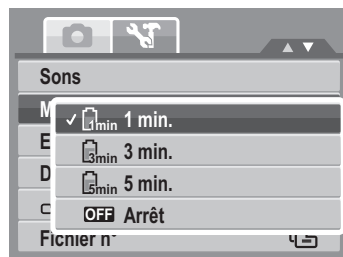 Sons
M
✓ 1min 1 min.
E
3min 3 min.
D
5min 5 min.
OFF Arrêt
Fichier n°